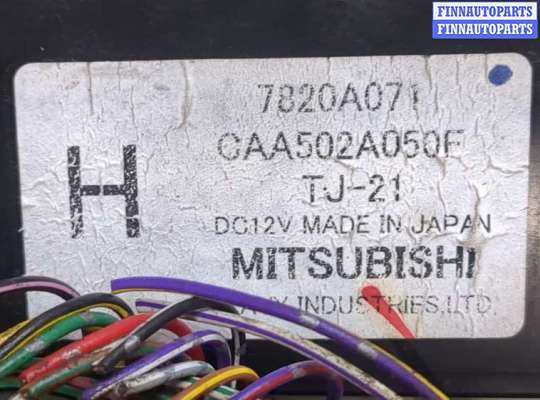 FINNAUTOPARTS
FINNAUTOPARTS
7820A071
CAA502A050F
H
TJ-21
DC12V MADE IN JAPAN
MITSUBISHI
INDUSTRIES,LTD